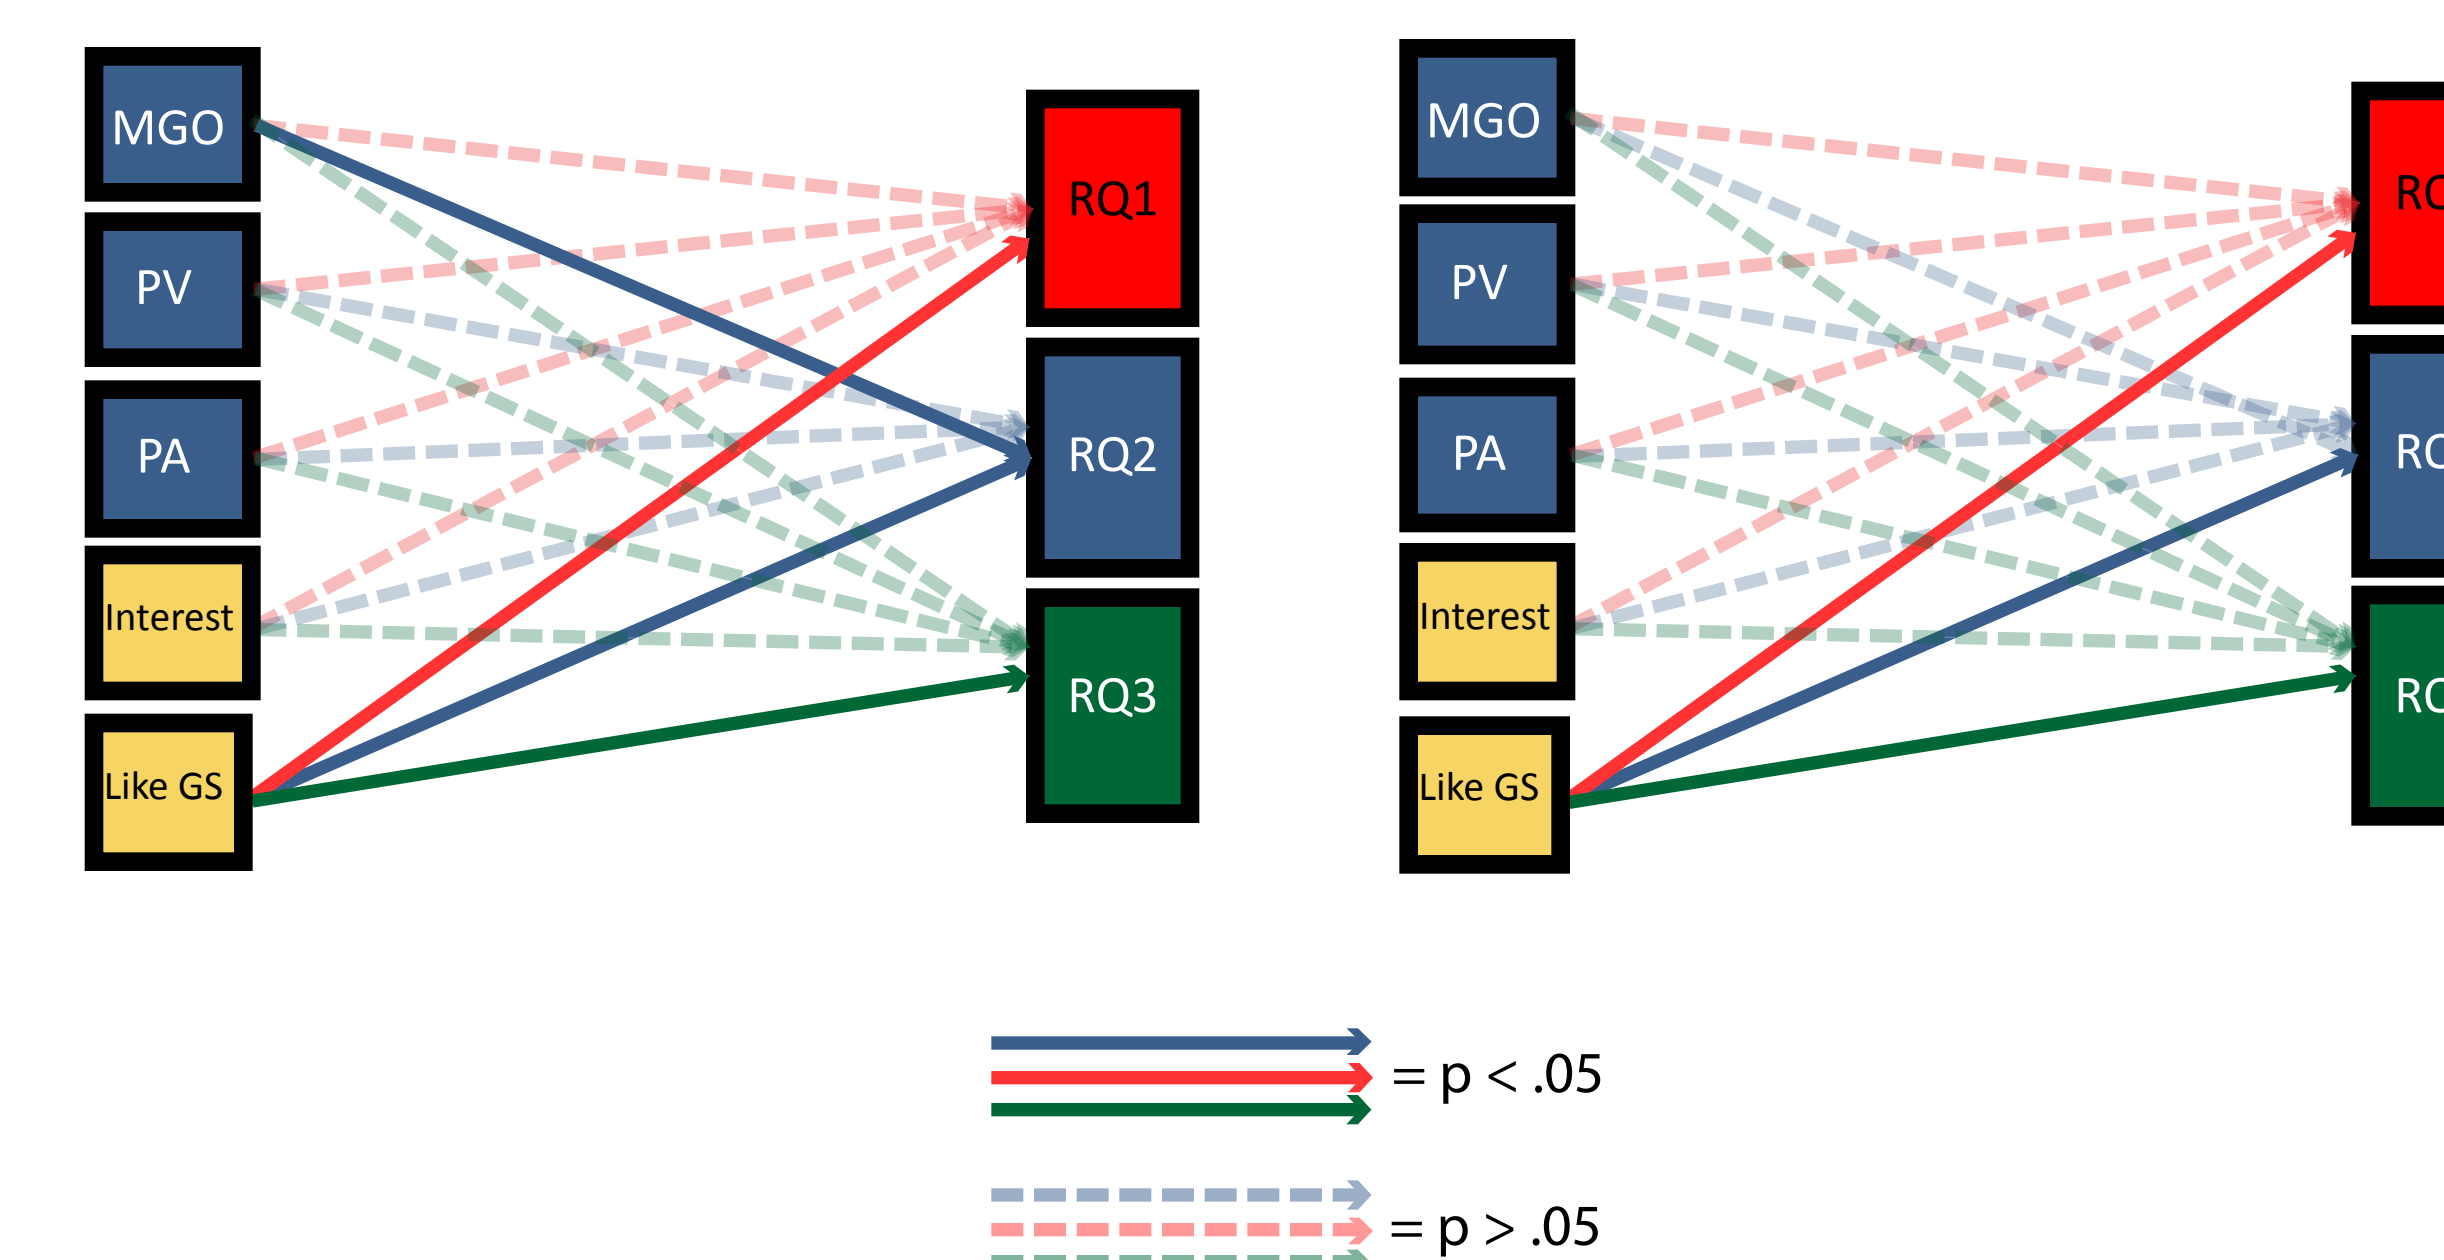 MGO
PV
PA
Interest
Like GS
RQ1
RQ2
RQ3
MGO
PV
PA
Interest
Like GS
= p < .05
= p > .05